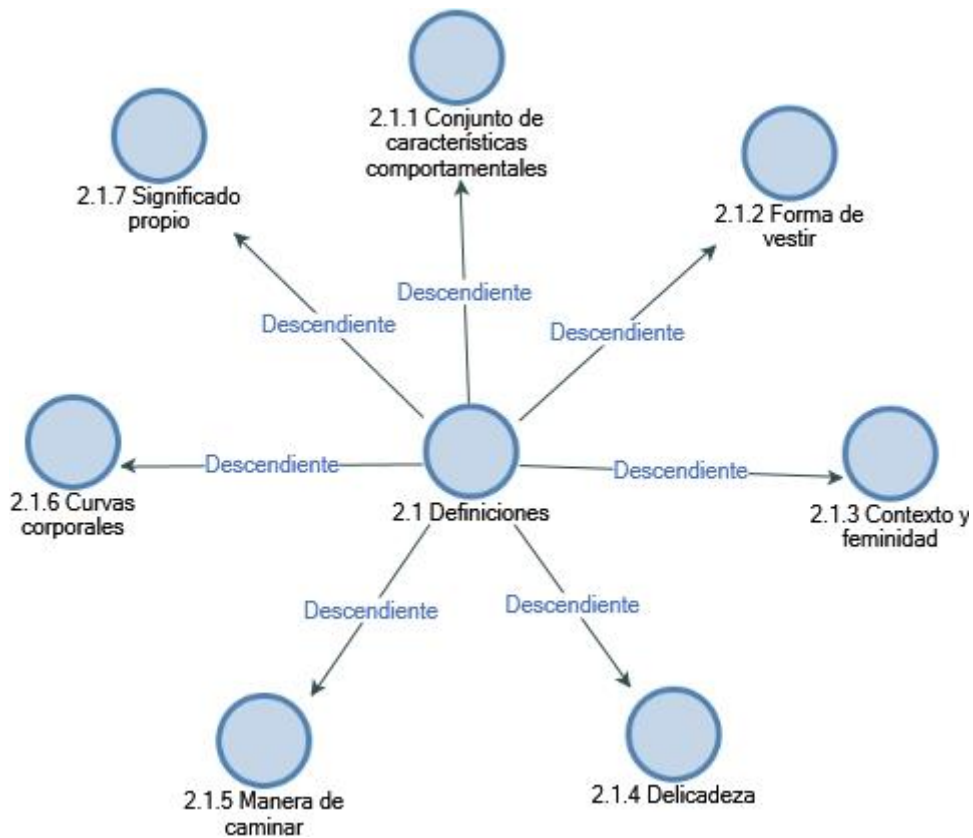 2.1.1 Conjunto de
características
comportamentales
2.1.7 Significado
propio
2.1.2 Forma de
vestir
Descendiente
Descendiente
Descendiente
Descendiente
Descendiente
2.1.6 Curvas
corporales
2.1 Definiciones
2.1.3 Contexto y
feminidad
Descendiente
Descendiente
2.1.5 Manera de
caminar
2.1.4 Delicadeza